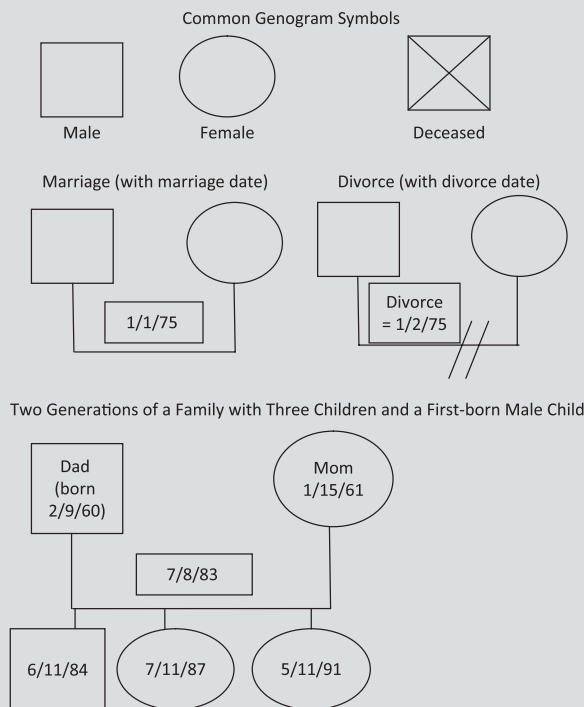 Common Genogram Symbols
Male
Female
Deceased
Marriage (with marriage date)
Divorce (with divorce date)
1/1/75
Divorce
= 1/2/75
Two Generations of a Family with Three Children and a First-born Male Child
Dad
(born
2/9/60)
Mom
1/15/61
7/8/83
6/11/84
7/11/87
5/11/91